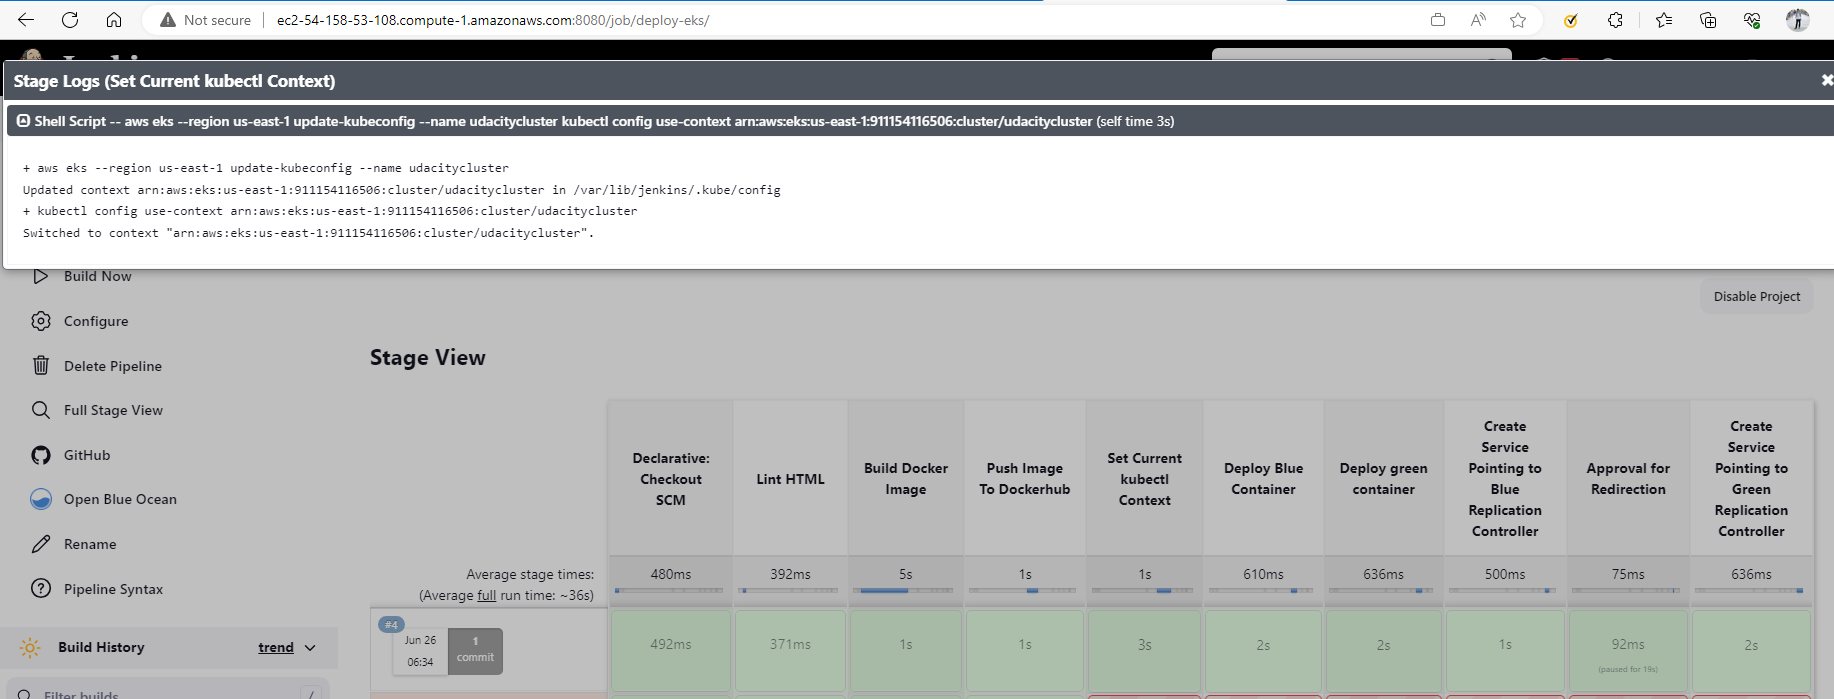 Not secure
ec2-54-158-53-108.compute-1.amazonaws.com:8080/job/deploy-eks/
Stage Logs (Set Current kubectl Context)
Shell Script -- aws eks --region us-east-1 update-kubeconfig --name udacitycluster kubectl config use-context arn:aws:eks:us-east-1:911154116506:cluster/udacitycluster (self time 3s)
+ aws eks --region us-east-1 update-kubeconfig --name udacitycluster
Updated context arn:aws:eks:us-east-1:911154116506:cluster/udacitycluster in /var/lib/jenkins/.kube/config
+ kubectl config use-context arn:aws:eks:us-east-1:911154116506:cluster/udacitycluster
Switched to context "arn:aws:eks:us-east-1:911154116506:cluster/udacitycluster".
Build Now
Configure
Delete Pipeline
Full Stage View
GitHub
Open Blue Ocean
Rename
Pipeline Syntax
Build History
trend
Filter builds
/
Disable Project
Stage View
Declarative:
Checkout
SCM
Lint HTML
Build Docker
Image
Push Image
To Dockerhub
Set Current
kubectl
Context
Deploy Blue
Container
Deploy green
container
Create
Service
Pointing to
Blue
Replication
Controller
Approval for
Redirection
Create
Service
Pointing to
Green
Replication
Controller
Average stage times:
(Average full run time: ~36s)
480ms
392ms
5s
1s
1s
610ms
636ms
500ms
75ms
636ms
#4
Jun 26
06:34
1
commit
492ms
371ms
1s
1s
3s
2s
2s
1s
92ms
(paused for 19s)
2s